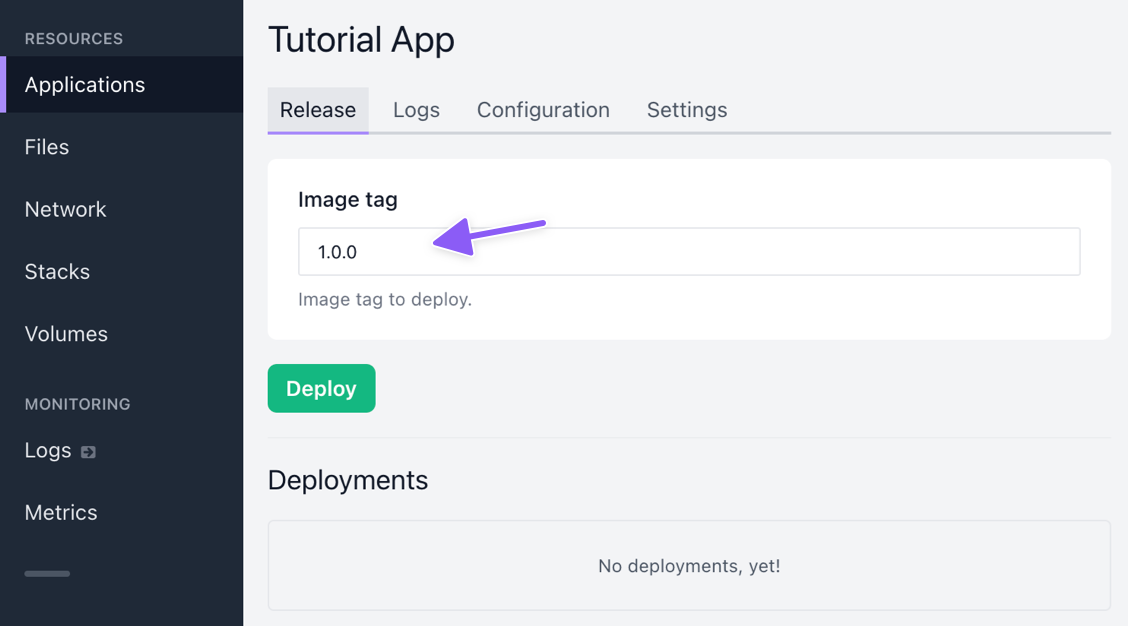 RESOURCES
Applications
Files
Network
Stacks
Volumes
MONITORING
Logs
Metrics
Tutorial App
Release Logs Configuration Settings
Image tag
1.0.0
Image tag to deploy.
Deploy
Deployments
No deployments, yet!